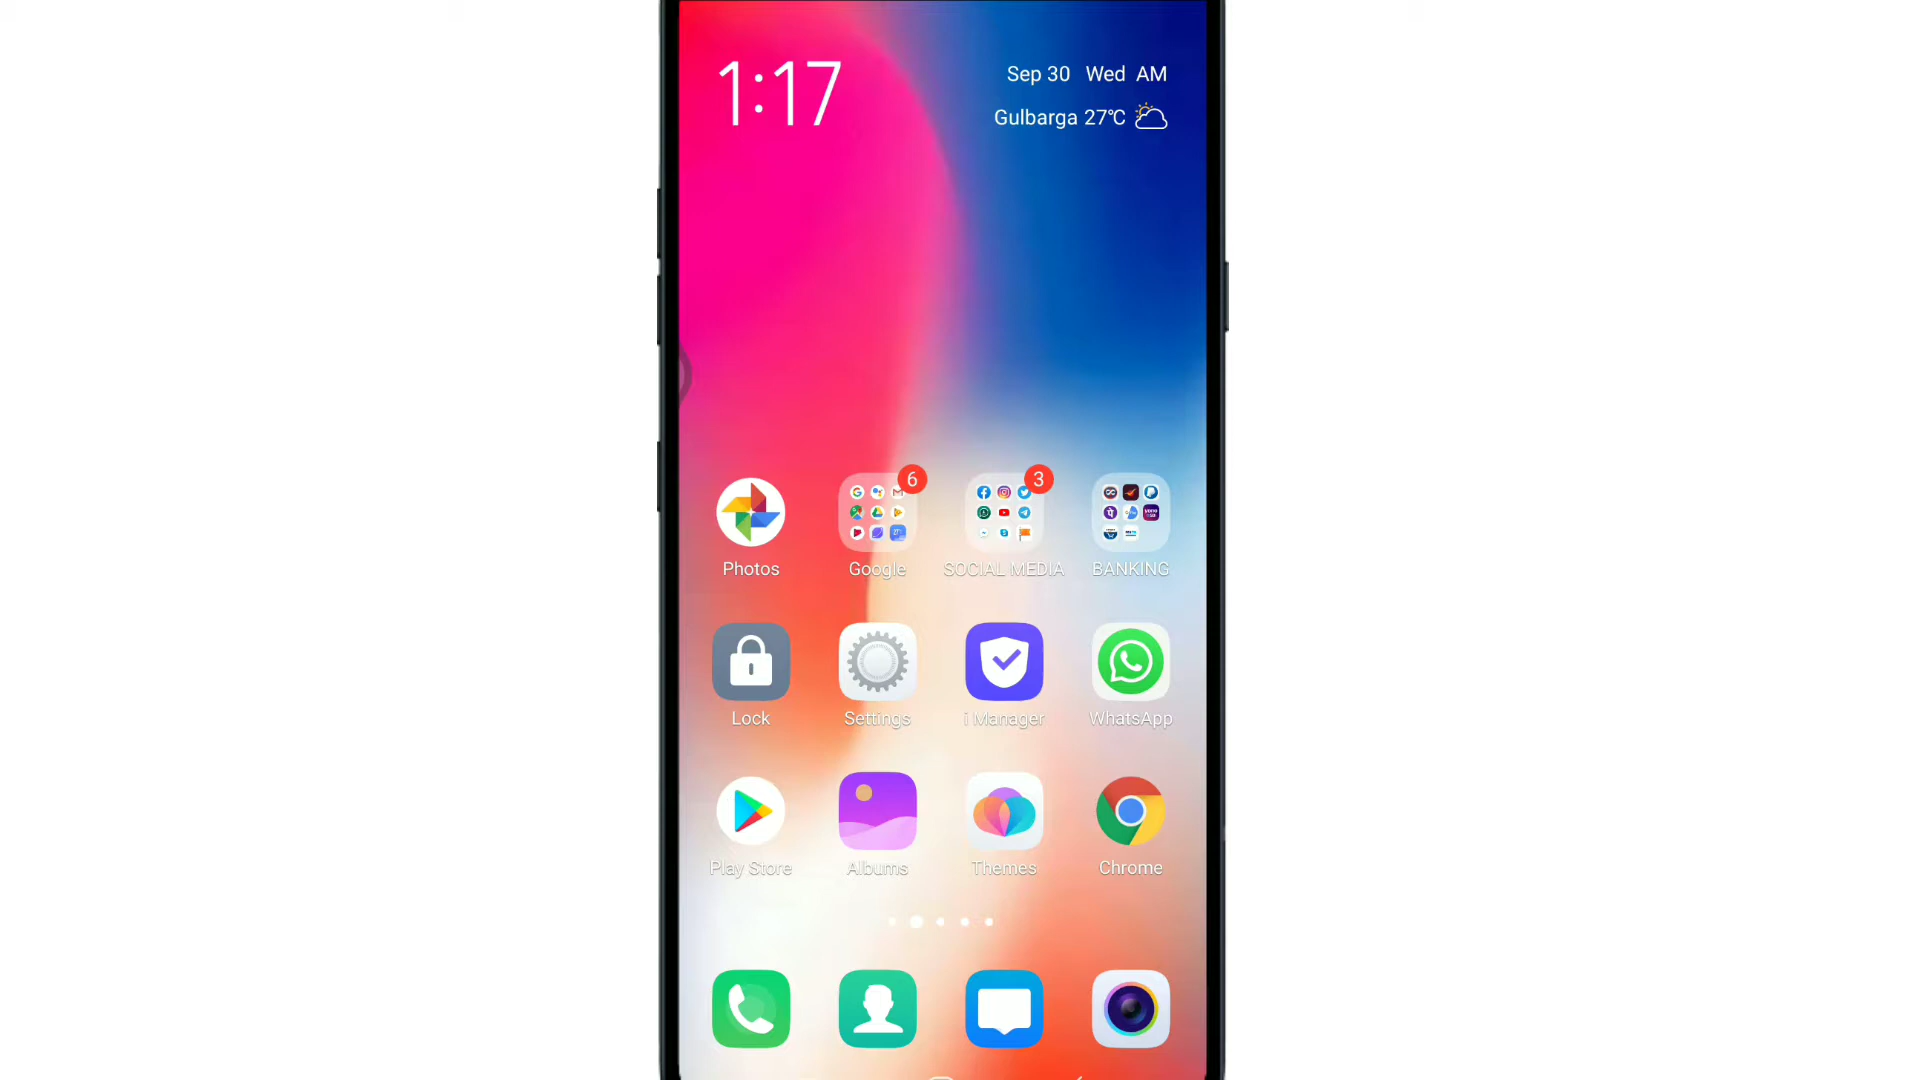 1:17
Sep 30 Wed AM
Gulbarga 27℃
6
3
Photos
Google
SOCIAL MEDIA
BANKING
Lock
Settings
i Manager
WhatsApp
Play Store
Albums
Themes
Chrome